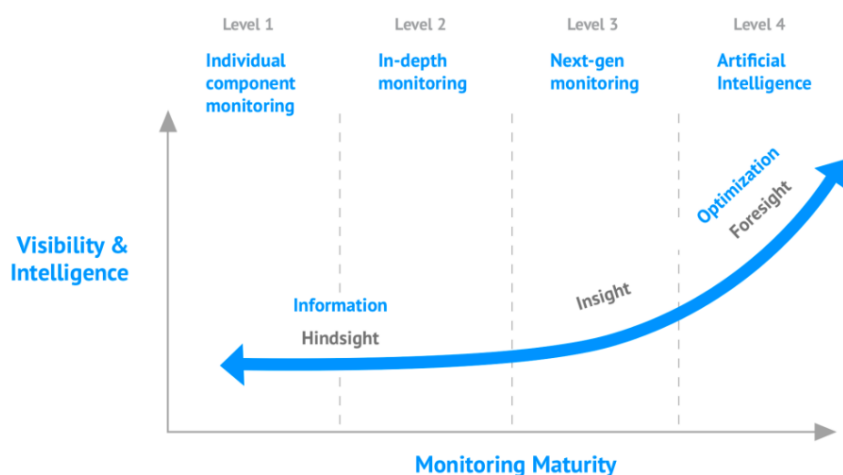 Level 1
Level 2
Level 3
Level 4
Individual
component
monitoring
In-depth
monitoring
Next-gen
monitoring
Artificial
Intelligence
Optimization
Foresight
Visibility &
Intelligence
Insight
Information
Hindsight
Monitoring Maturity